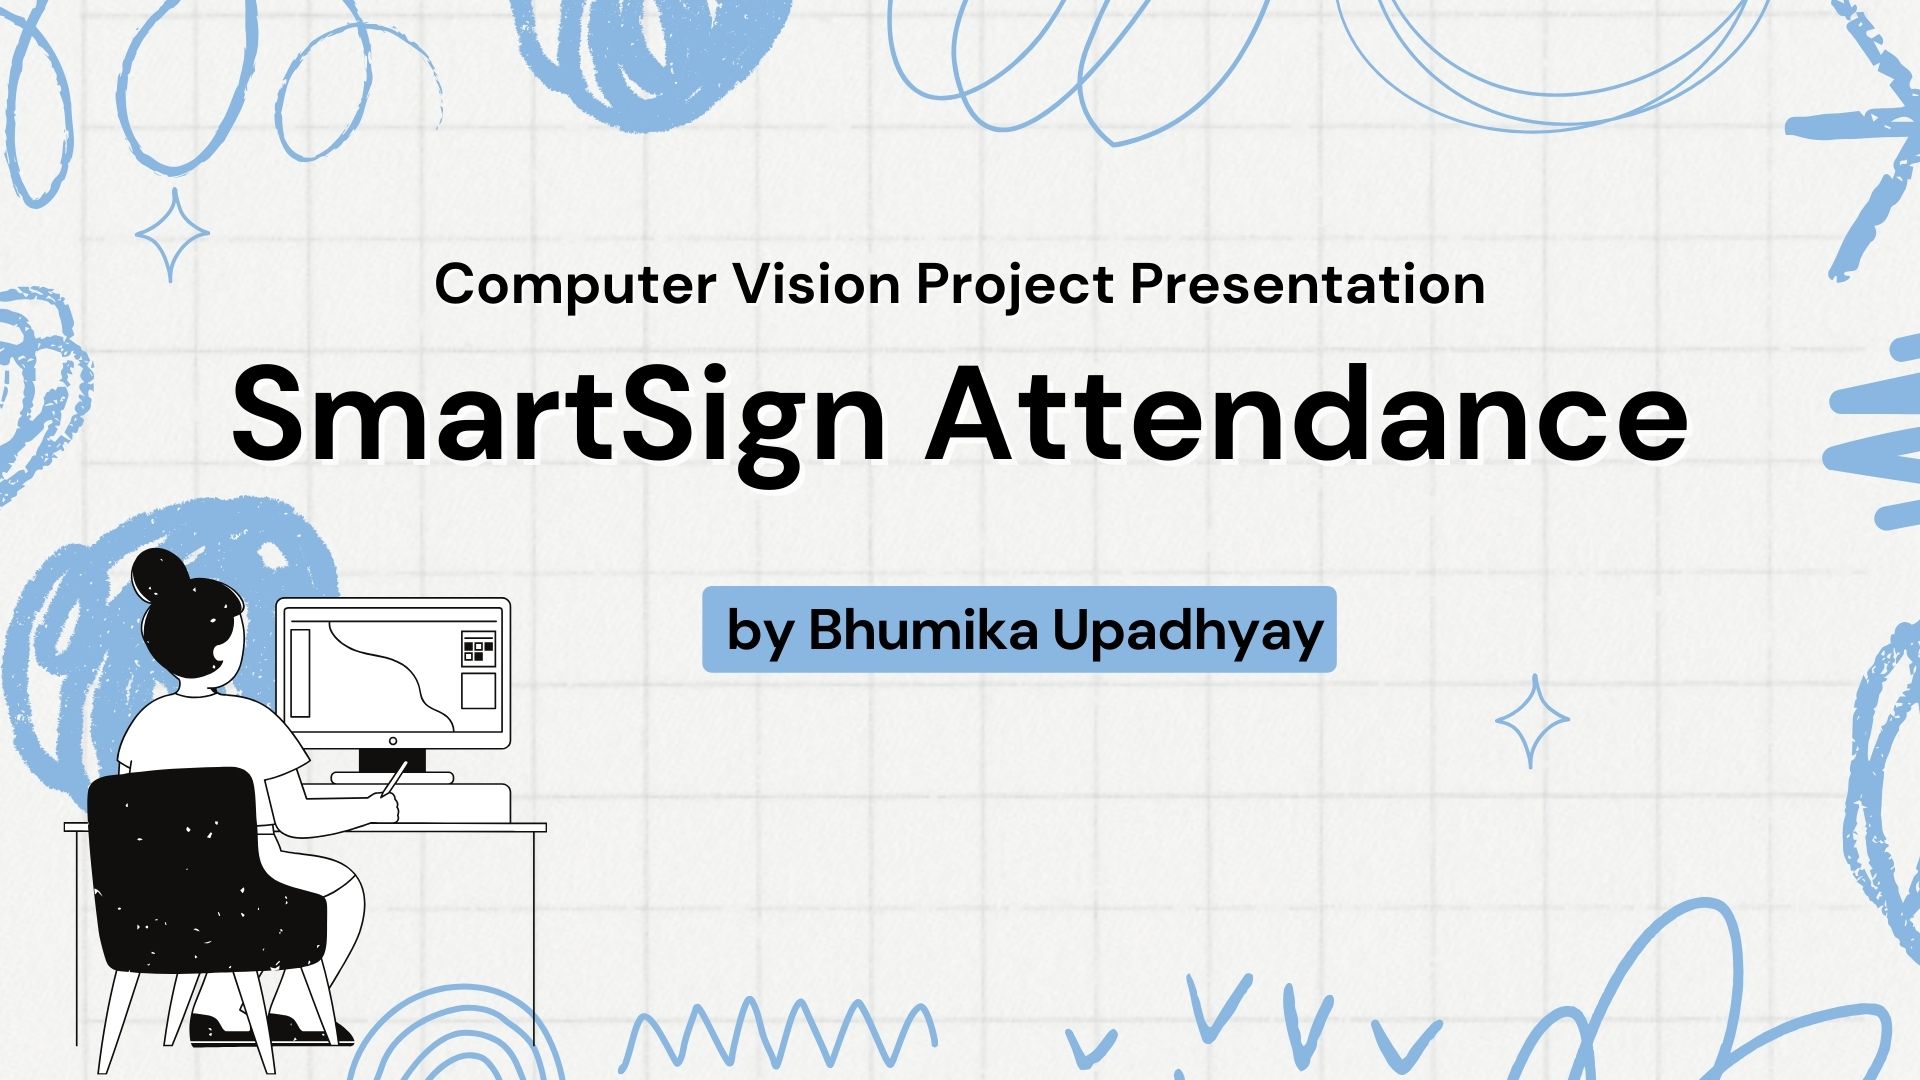 Computer Vision Project Presentation
SmartSign Attendance
by Bhumika Upadhyay